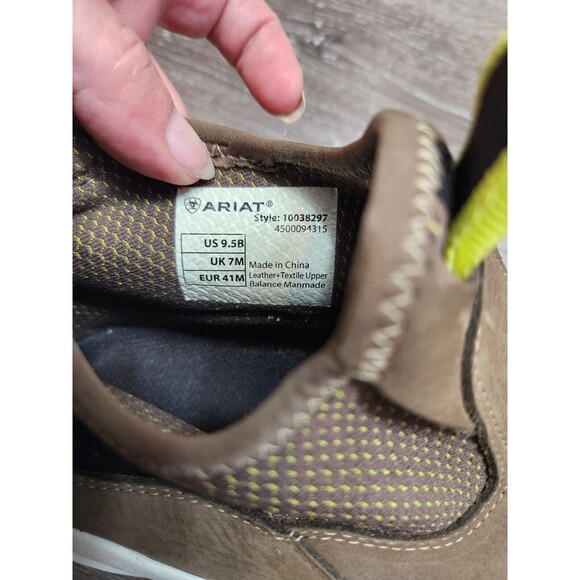 ARIAT®
Style: 10038297
4500094315
US 9.5B
UK 7M
EUR 41M
Made in China
Leather+Textile Upper
Balance Manmade